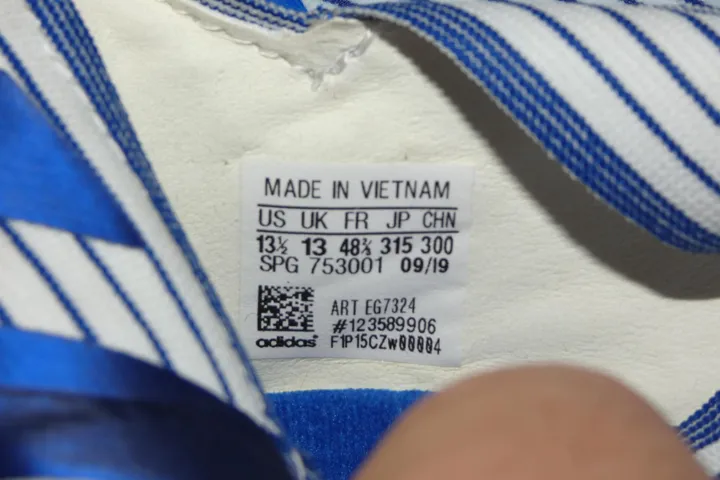 MADE IN VIETNAM
US UK FR JP CHN
13½ 13 48⅔ 315 300
SPG 753001 09/19
ART EG7324
#123589906
adidas F1P15CZW00004